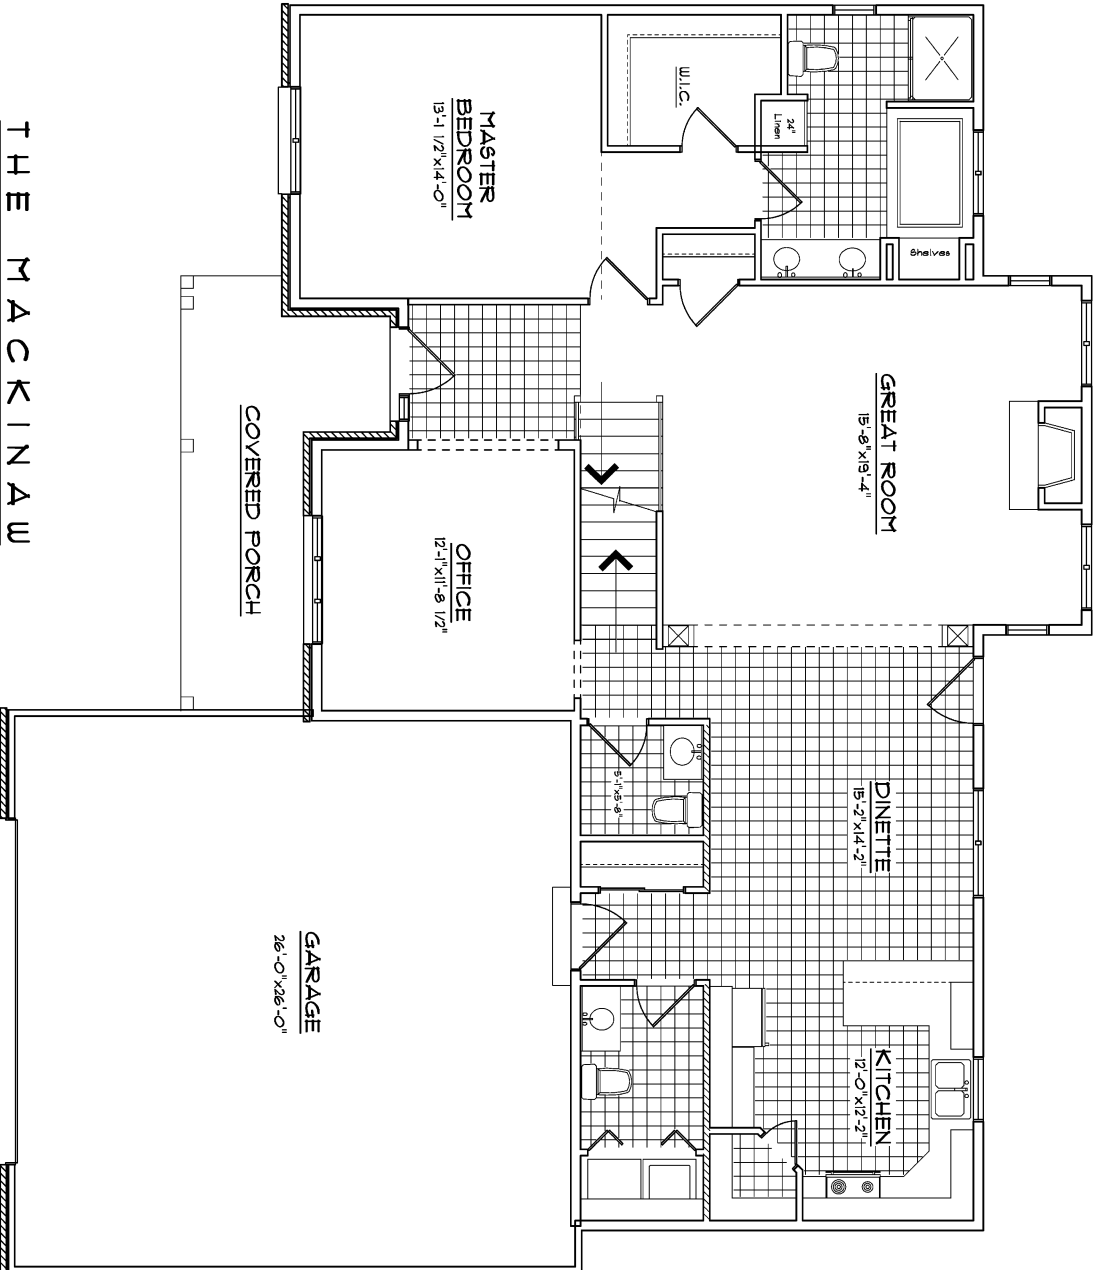 W.I.C.
24"
Linen
Shelves
MASTER
BEDROOM
13'-1 1/2"x14'-0"
GREAT ROOM
15'-8"x19'-4"
COVERED PORCH
OFFICE
12'-1"x11'-8 1/2"
5'-1"x5'-8"
DINETTE
15'-2"x14'-2"
KITCHEN
12'-0"x12'-2"
GARAGE
26'-0"x26'-0"
THE MACKINAW